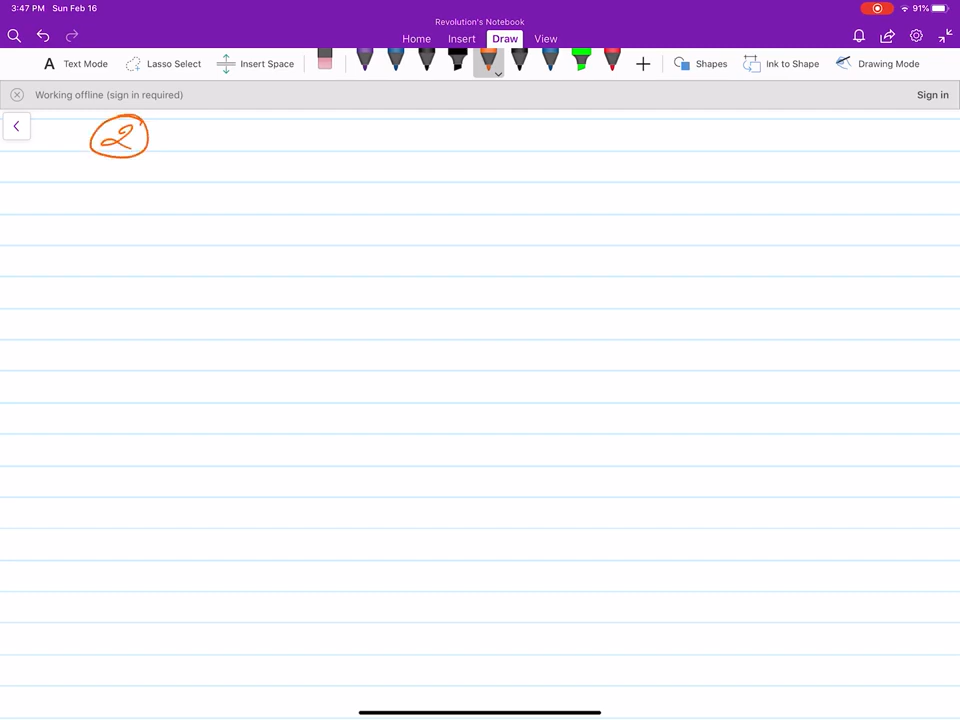 3:47 PM Sun Feb 16 91%
Revolution's Notebook
Home Insert Draw View
A Text Mode Lasso Select Insert Space Shapes Ink to Shape Drawing Mode
Working offline (sign in required) Sign in
2